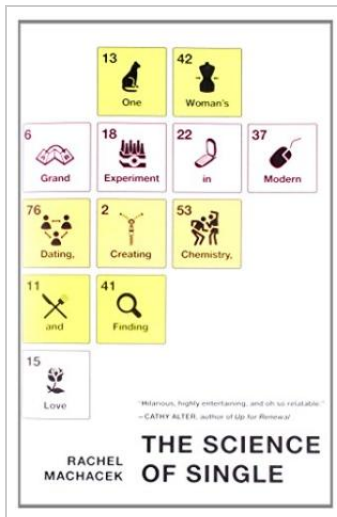 13 42
One Woman's
6 18 22 37
Grand Experiment in Modern
76 2 53
Dating, Creating Chemistry,
11 41
and Finding
15
Love
"Hilarious, highly entertaining, and oh so relatable."
—CATHY ALTER, author of Up for Renewal
THE SCIENCE
OF SINGLE
RACHEL
MACHACEK